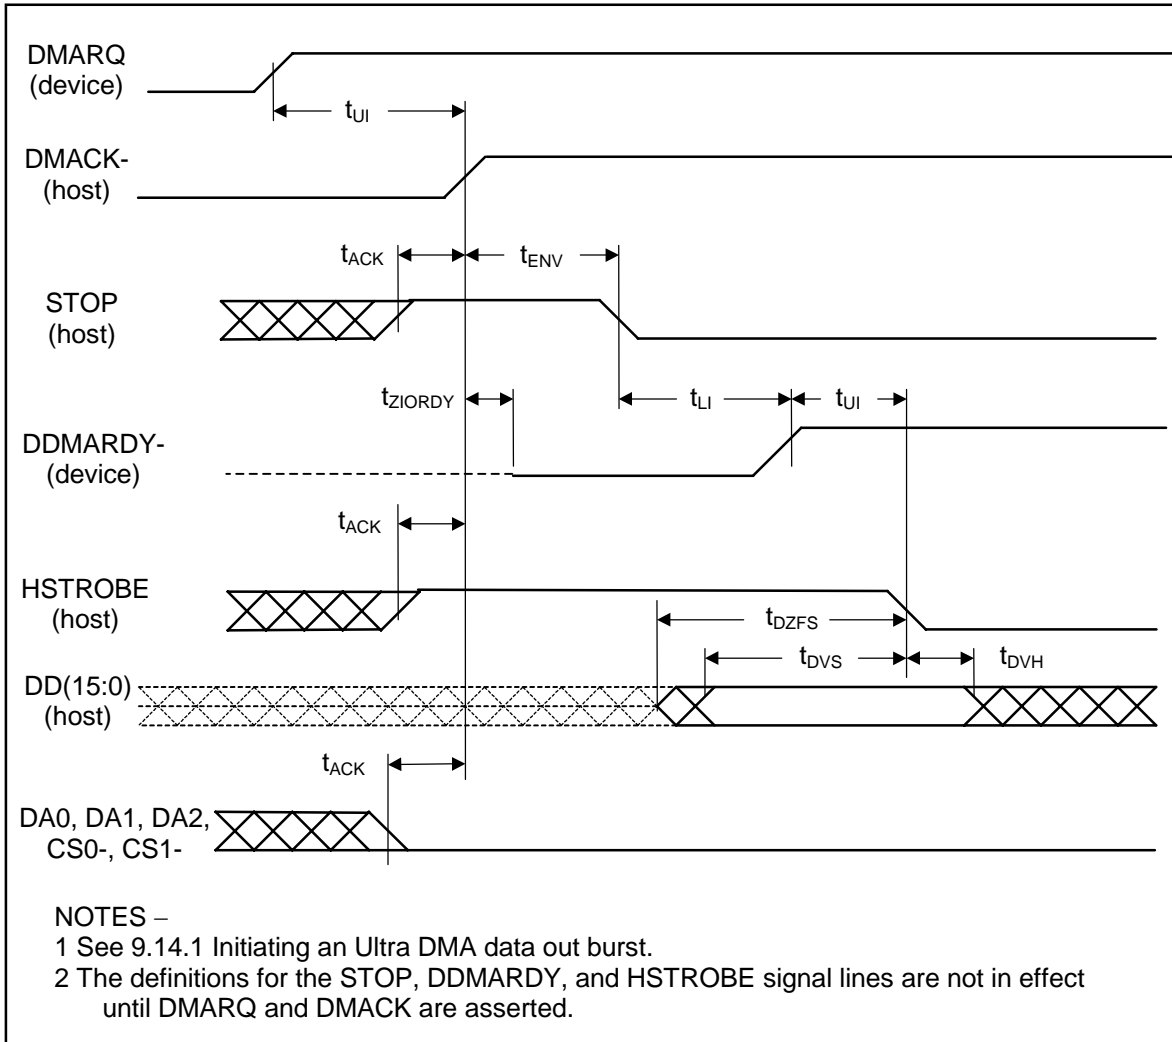 DMARQ
(device)
tUI
DMACK-
(host)
tACK
tENV
STOP
(host)
tZIORDY
tLI
tUI
DDMARDY-
(device)
tACK
HSTROBE
(host)
tDZFS
tDVS
tDVH
DD(15:0)
(host)
tACK
DA0, DA1, DA2,
CS0-, CS1-
NOTES –
1 See 9.14.1 Initiating an Ultra DMA data out burst.
2 The definitions for the STOP, DDMARDY, and HSTROBE signal lines are not in effect
until DMARQ and DMACK are asserted.